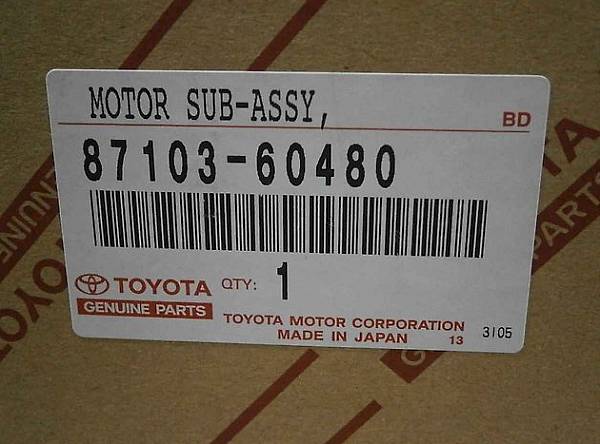 MOTOR SUB-ASSY,
BD
87103-60480
TOYOTA QTY: 1
GENUINE PARTS
TOYOTA MOTOR CORPORATION
MADE IN JAPAN 13 3105